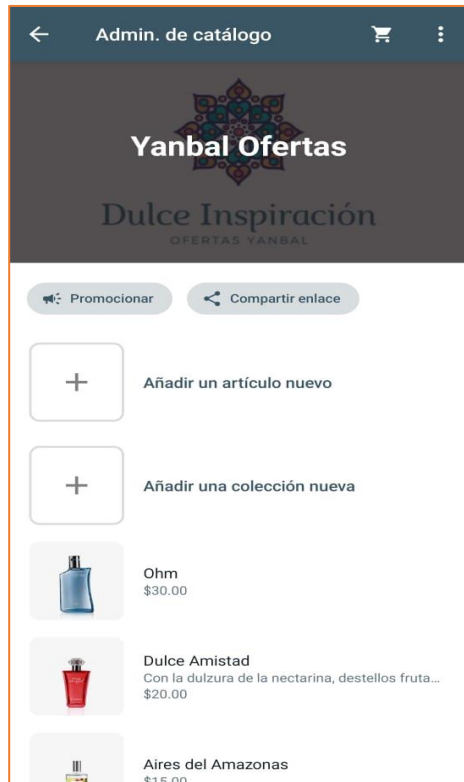 Admin. de catálogo
Yanbal Ofertas
Dulce Inspiración
OFERTAS YANBAL
Promocionar
Compartir enlace
Añadir un artículo nuevo
Añadir una colección nueva
Ohm
$30.00
Dulce Amistad
Con la dulzura de la nectarina, destellos fruta...
$20.00
Aires del Amazonas
$15.00